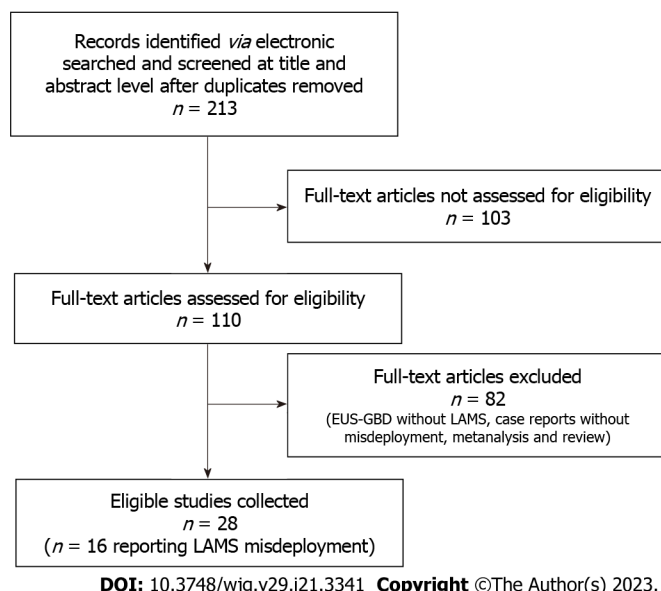 Records identified via electronic
searched and screened at title and
abstract level after duplicates removed
n = 213
Full-text articles not assessed for eligibility
n = 103
Full-text articles assessed for eligibility
n = 110
Full-text articles excluded
n = 82
(EUS-GBD without LAMS, case reports without
misdeployment, metanalysis and review)
Eligible studies collected
n = 28
(n = 16 reporting LAMS misdeployment)
DOI: 10.3748/wjg.v29.i21.3341 Copyright ©The Author(s) 2023.